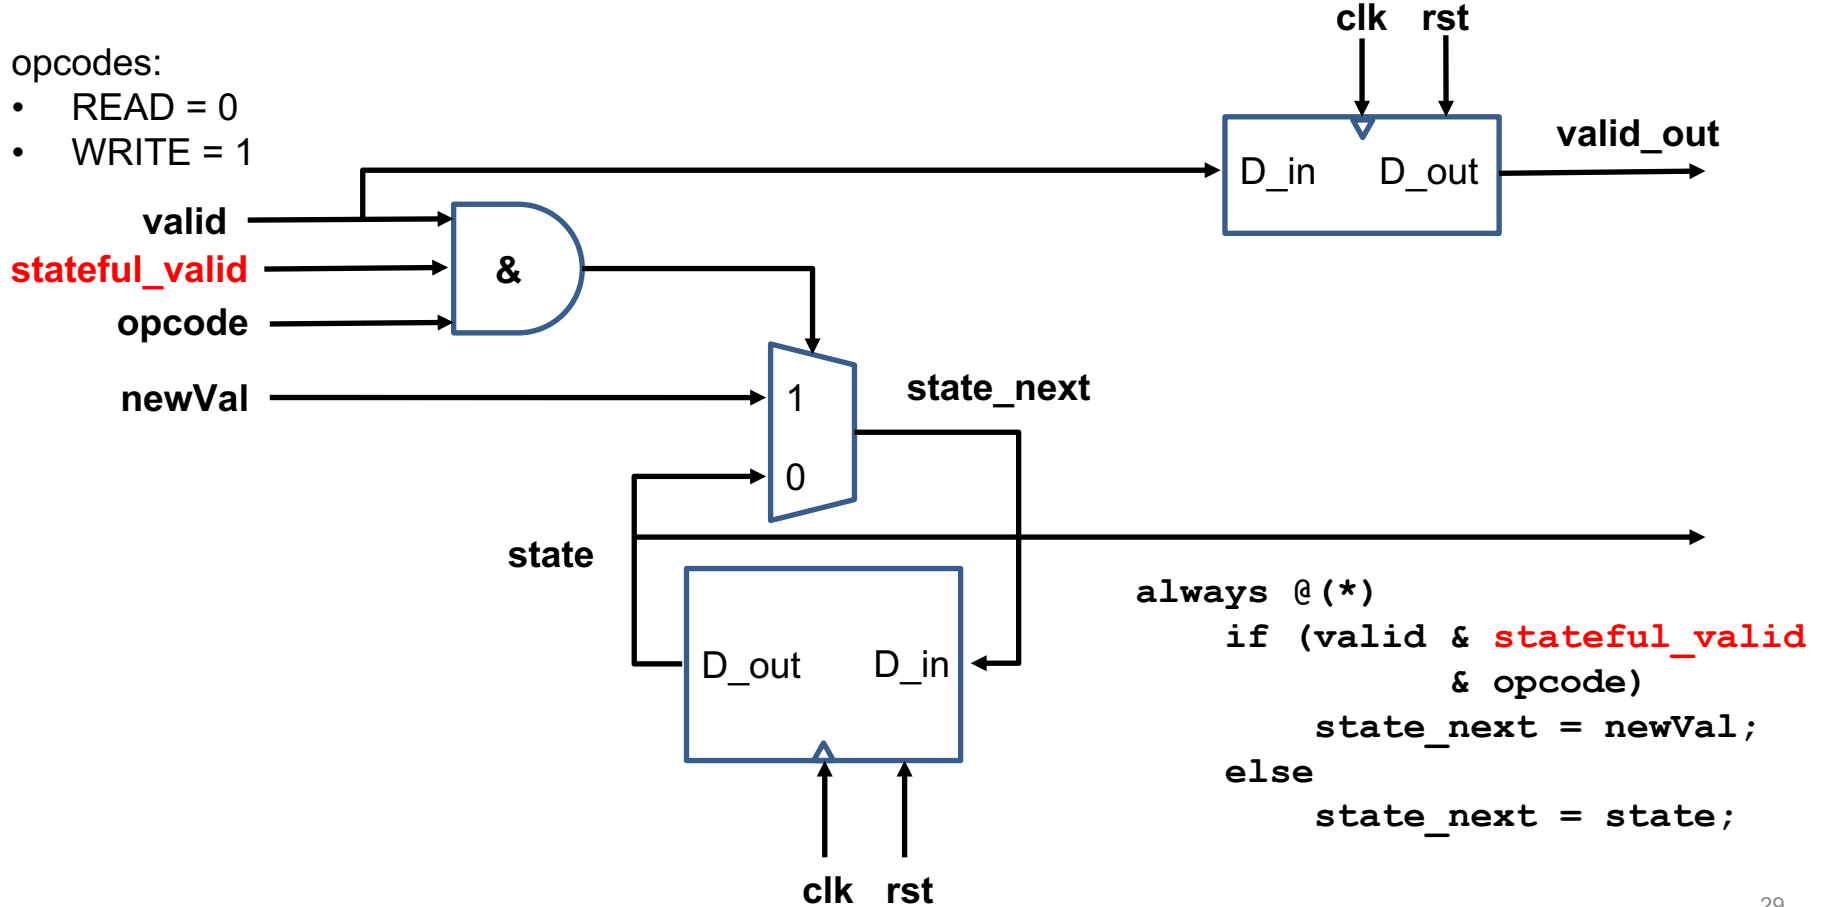 clk rst
opcodes:
• READ = 0
• WRITE = 1
valid_out
D_in D_out
valid
stateful_valid
&
opcode
newVal
1
state_next
0
state
always @(*)
if (valid & stateful_valid
& opcode)
state_next = newVal;
else
state_next = state;
D_out D_in
clk rst
29